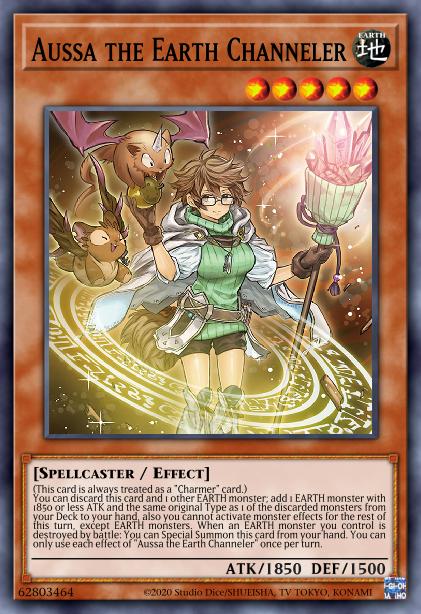 Aussa the Earth Channeler
EARTH
地
[Spellcaster / Effect]
(This card is always treated as a "Charmer" card.)
You can discard this card and 1 other EARTH monster; add 1 EARTH monster with
1850 or less ATK and the same original Type as 1 of the discarded monsters from
your Deck to your hand, also you cannot activate monster effects for the rest of
this turn, except EARTH monsters. When an EARTH monster you control is
destroyed by battle: You can Special Summon this card from your hand. You can
only use each effect of "Aussa the Earth Channeler" once per turn.
ATK/1850 DEF/1500
62803464
©2020 Studio Dice/SHUEISHA, TV TOKYO, KONAMI